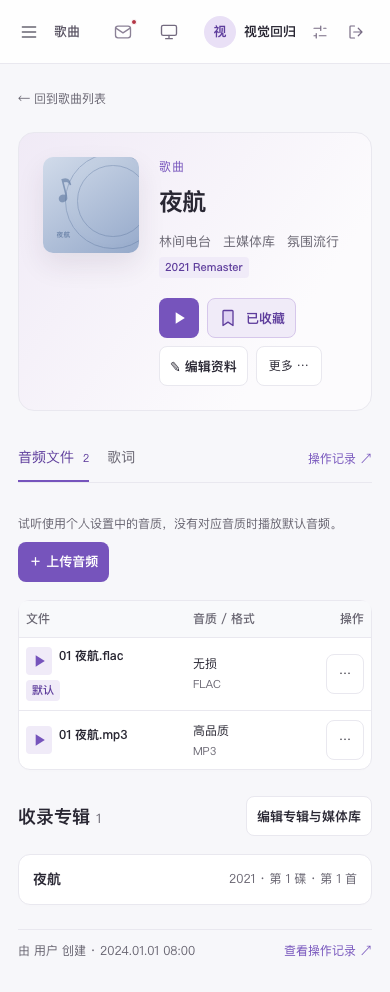 歌曲
视 视觉回归
← 回到歌曲列表
歌曲
夜航
夜航
林间电台 主媒体库 氛围流行
2021 Remaster
已收藏
✎ 编辑资料 更多 ···
音频文件 2 歌词 操作记录 ↗
试听使用个人设置中的音质，没有对应音质时播放默认音频。
＋ 上传音频
文件 音质 / 格式 操作
01 夜航.flac 无损 ···
默认 FLAC
01 夜航.mp3 高品质 ···
MP3
收录专辑 1 编辑专辑与媒体库
夜航 2021 · 第 1 碟 · 第 1 首
由 用户 创建 · 2024.01.01 08:00 查看操作记录 ↗